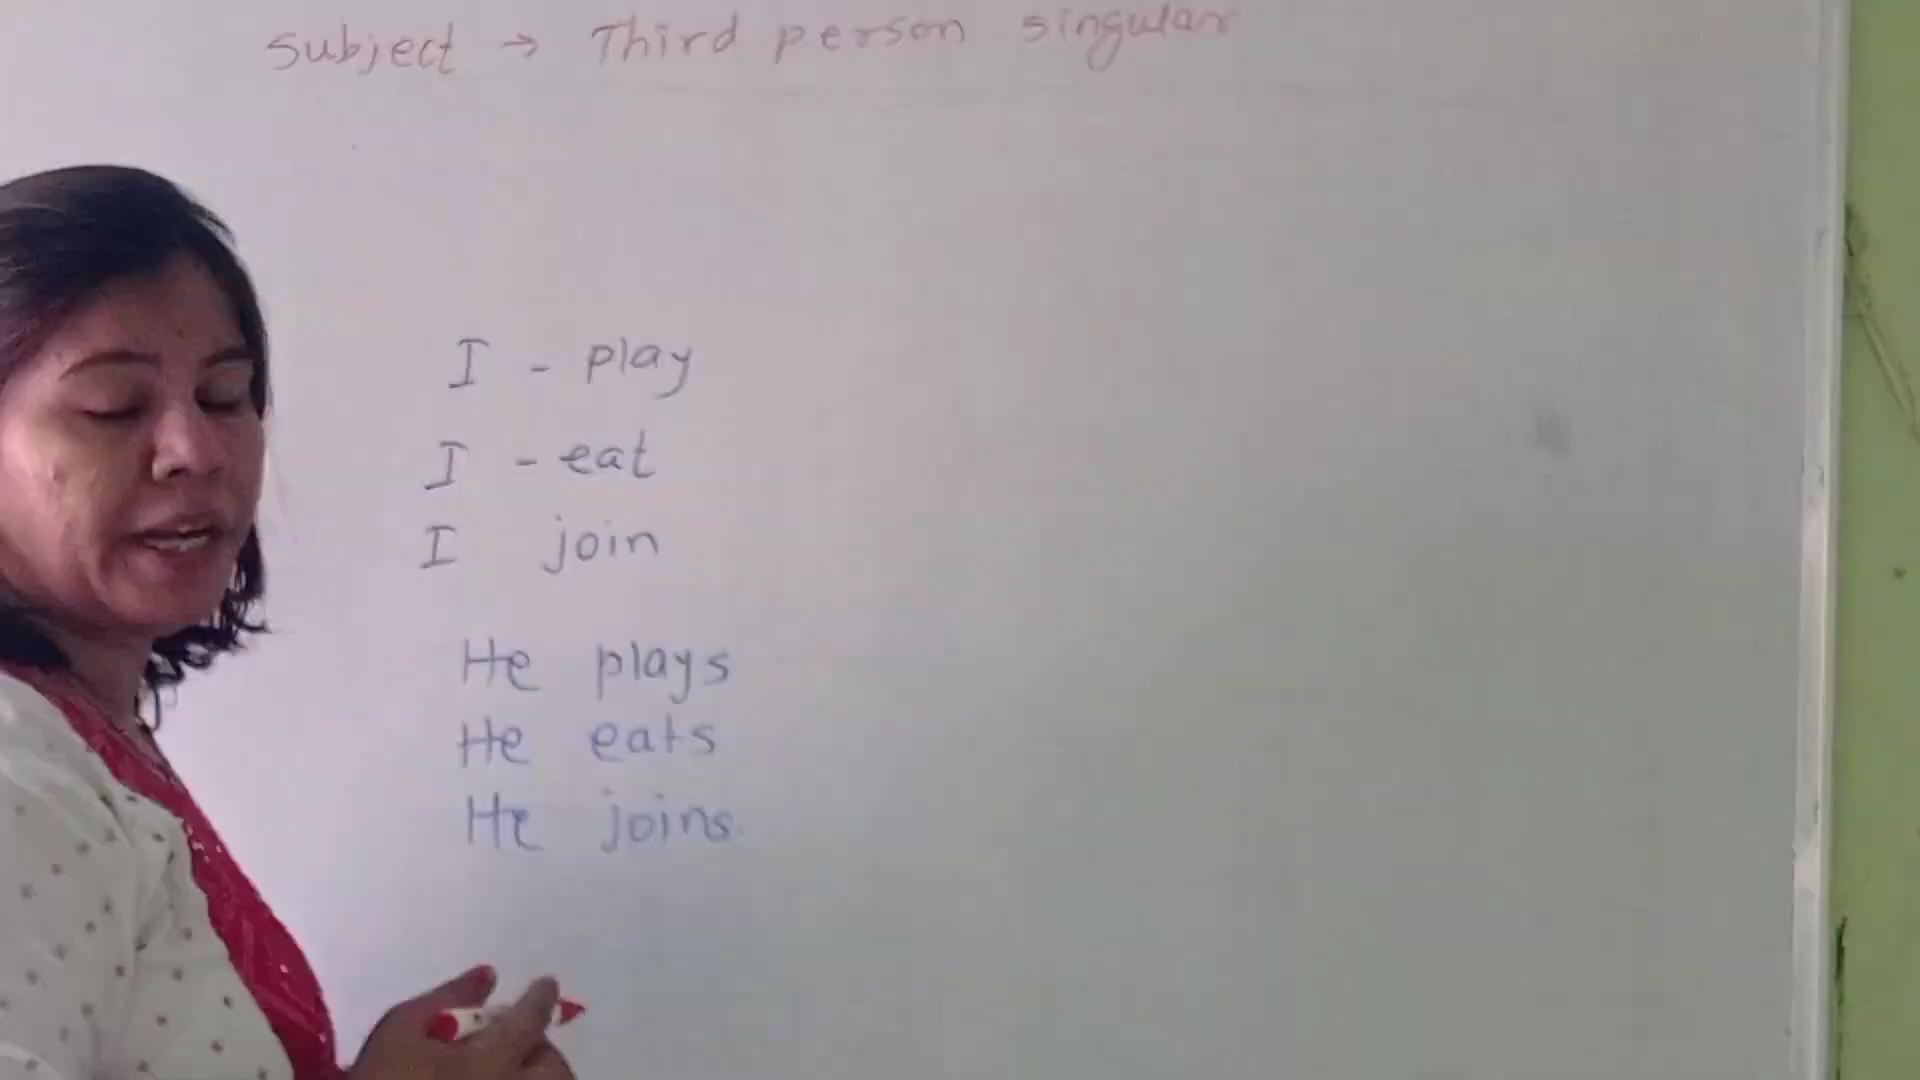 Subject → Third person singular
I - play
I - eat
I join
He plays
He eats
He joins.